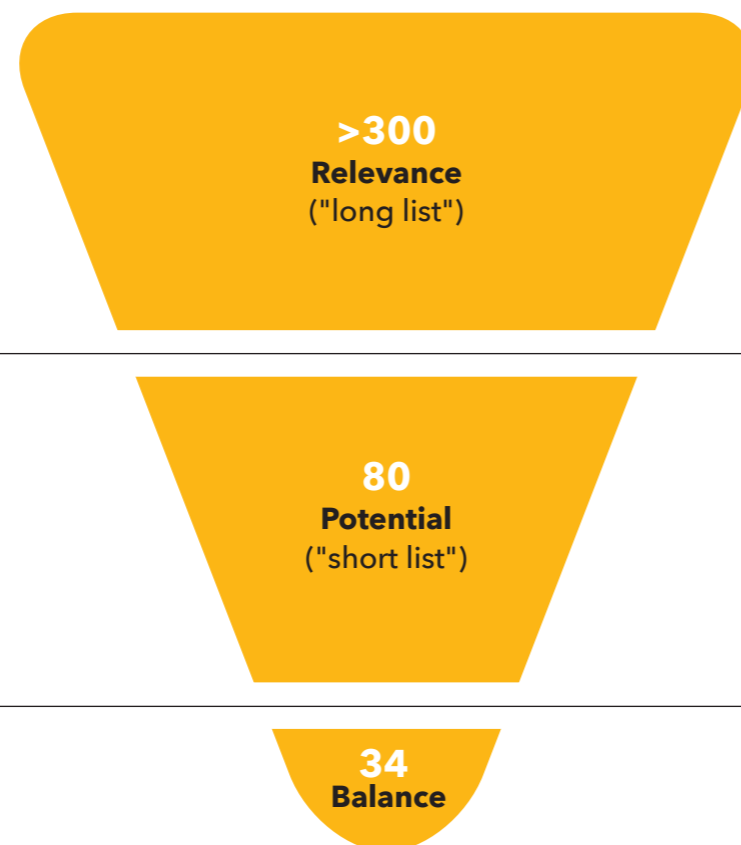 >300
Relevance
("long list")
80
Potential
("short list")
34
Balance